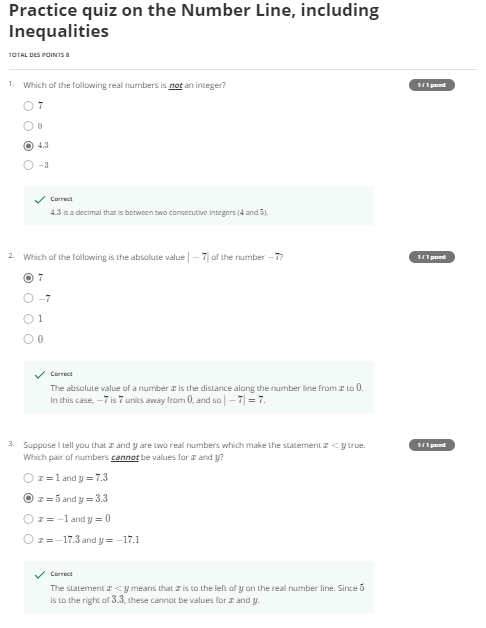 Practice quiz on the Number Line, including
Inequalities
TOTAL DES POINTS 8
1. Which of the following real numbers is not an integer?
1 / 1 point
7
0
4.3
−3
Correct
4.3 is a decimal that is between two consecutive integers (4 and 5).
2. Which of the following is the absolute value | − 7| of the number −7?
1 / 1 point
7
−7
1
0
Correct
The absolute value of a number x is the distance along the number line from x to 0.
In this case, −7 is 7 units away from 0, and so | − 7| = 7.
3. Suppose I tell you that x and y are two real numbers which make the statement x < y true.
1 / 1 point
Which pair of numbers cannot be values for x and y?
x = 1 and y = 7.3
x = 5 and y = 3.3
x = −1 and y = 0
x = −17.3 and y = −17.1
Correct
The statement x < y means that x is to the left of y on the real number line. Since 5
is to the right of 3.3, these cannot be values for x and y.